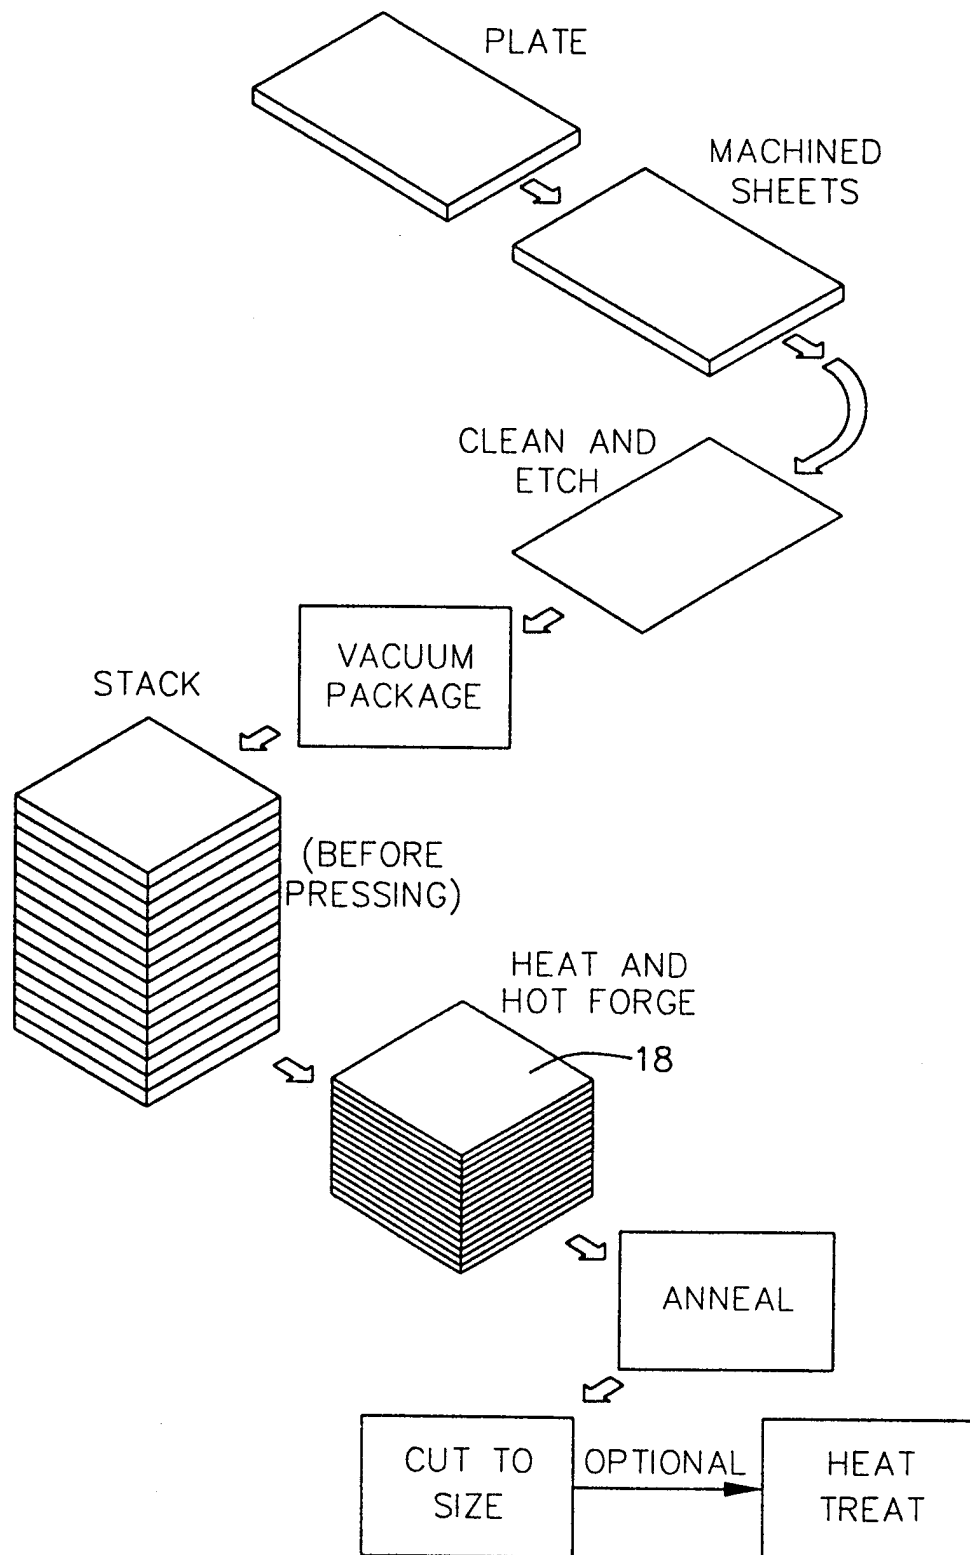 PLATE
MACHINED
SHEETS
CLEAN AND
ETCH
VACUUM
PACKAGE
STACK
(BEFORE
PRESSING)
HEAT AND
HOT FORGE
18
ANNEAL
CUT TO
SIZE
OPTIONAL
HEAT
TREAT